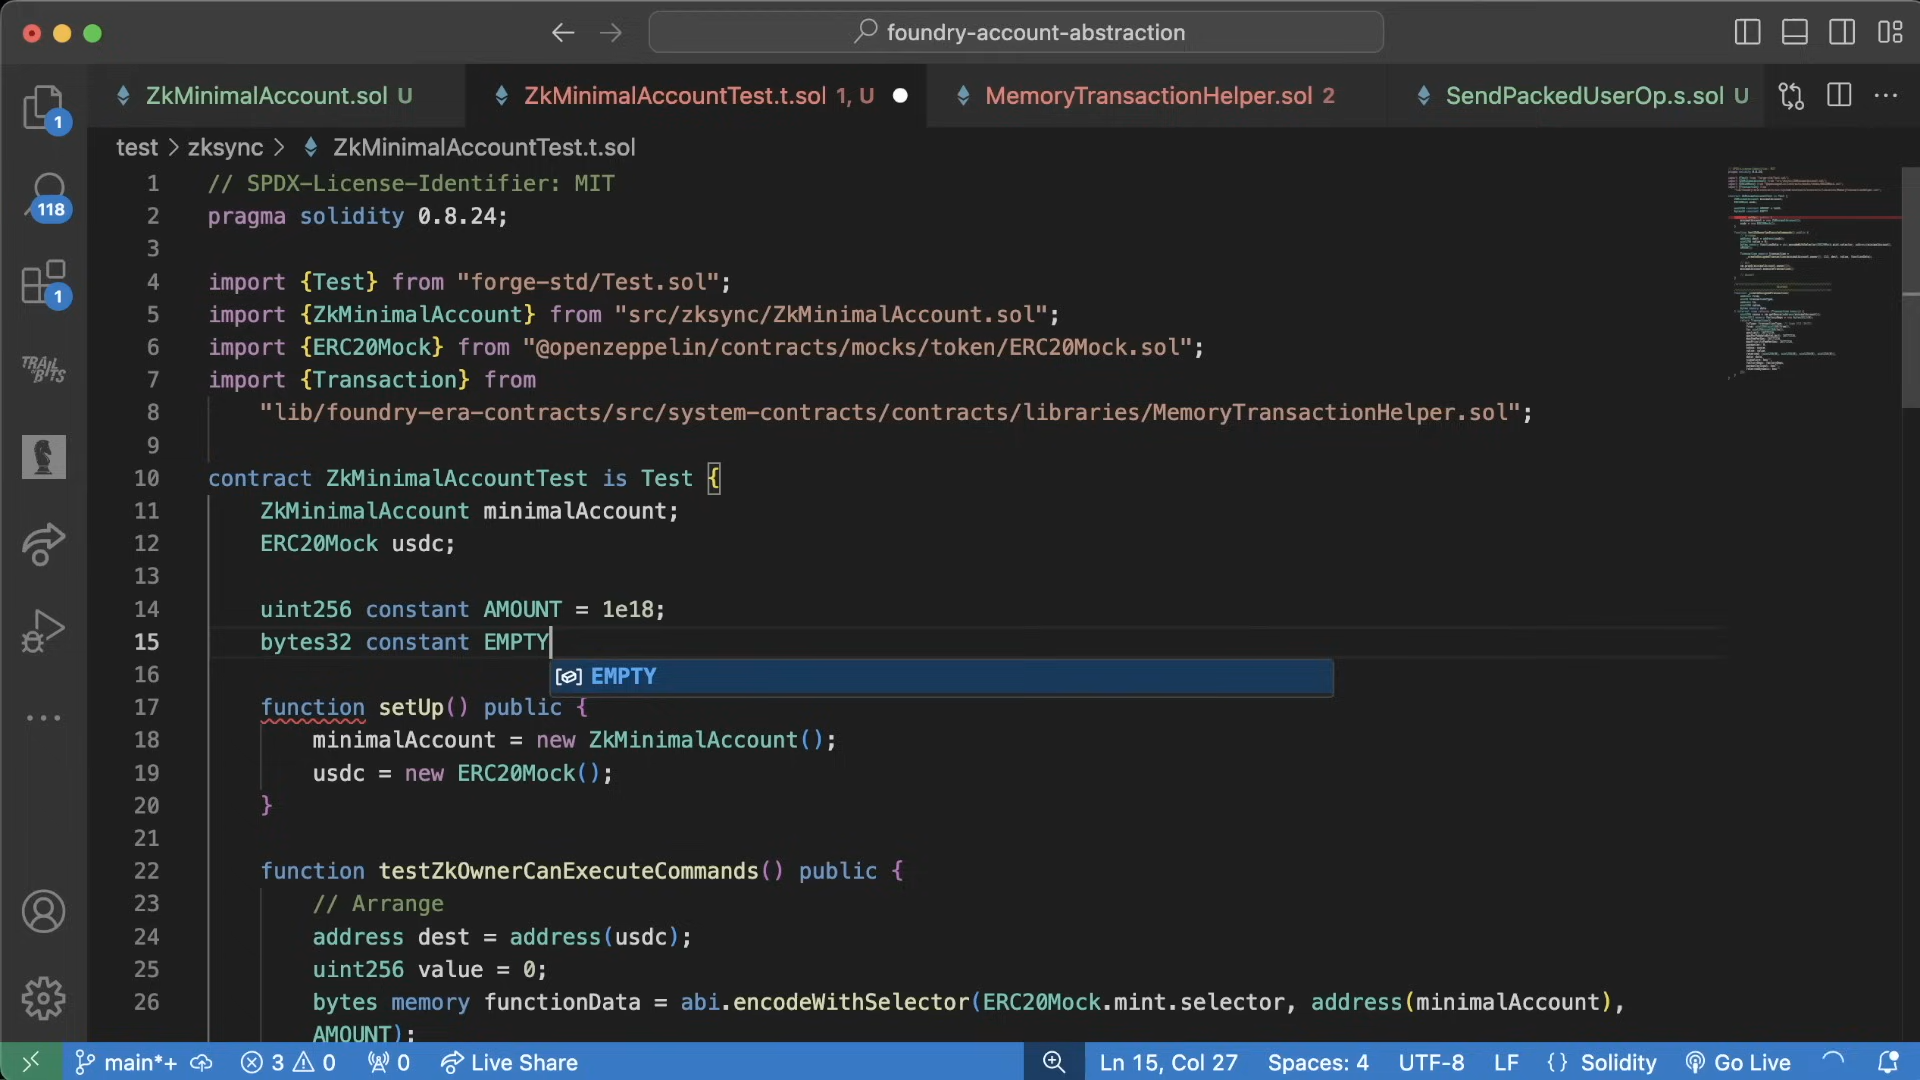 foundry-account-abstraction
ZkMinimalAccount.sol U
ZkMinimalAccountTest.t.sol 1, U
MemoryTransactionHelper.sol 2
SendPackedUserOp.s.sol U
test > zksync > ZkMinimalAccountTest.t.sol
1
118
1
TRAIL OF BITS
1 // SPDX-License-Identifier: MIT
2 pragma solidity 0.8.24;
3
4 import {Test} from "forge-std/Test.sol";
5 import {ZkMinimalAccount} from "src/zksync/ZkMinimalAccount.sol";
6 import {ERC20Mock} from "@openzeppelin/contracts/mocks/token/ERC20Mock.sol";
7 import {Transaction} from
8 "lib/foundry-era-contracts/src/system-contracts/contracts/libraries/MemoryTransactionHelper.sol";
9
10 contract ZkMinimalAccountTest is Test {
11 ZkMinimalAccount minimalAccount;
12 ERC20Mock usdc;
13
14 uint256 constant AMOUNT = 1e18;
15 bytes32 constant EMPTY
16
EMPTY
17 function setUp() public {
18 minimalAccount = new ZkMinimalAccount();
19 usdc = new ERC20Mock();
20 }
21
22 function testZkOwnerCanExecuteCommands() public {
23 // Arrange
24 address dest = address(usdc);
25 uint256 value = 0;
26 bytes memory functionData = abi.encodeWithSelector(ERC20Mock.mint.selector, address(minimalAccount),
AMOUNT);
main*+ 3 0 0 Live Share Ln 15, Col 27 Spaces: 4 UTF-8 LF {} Solidity Go Live